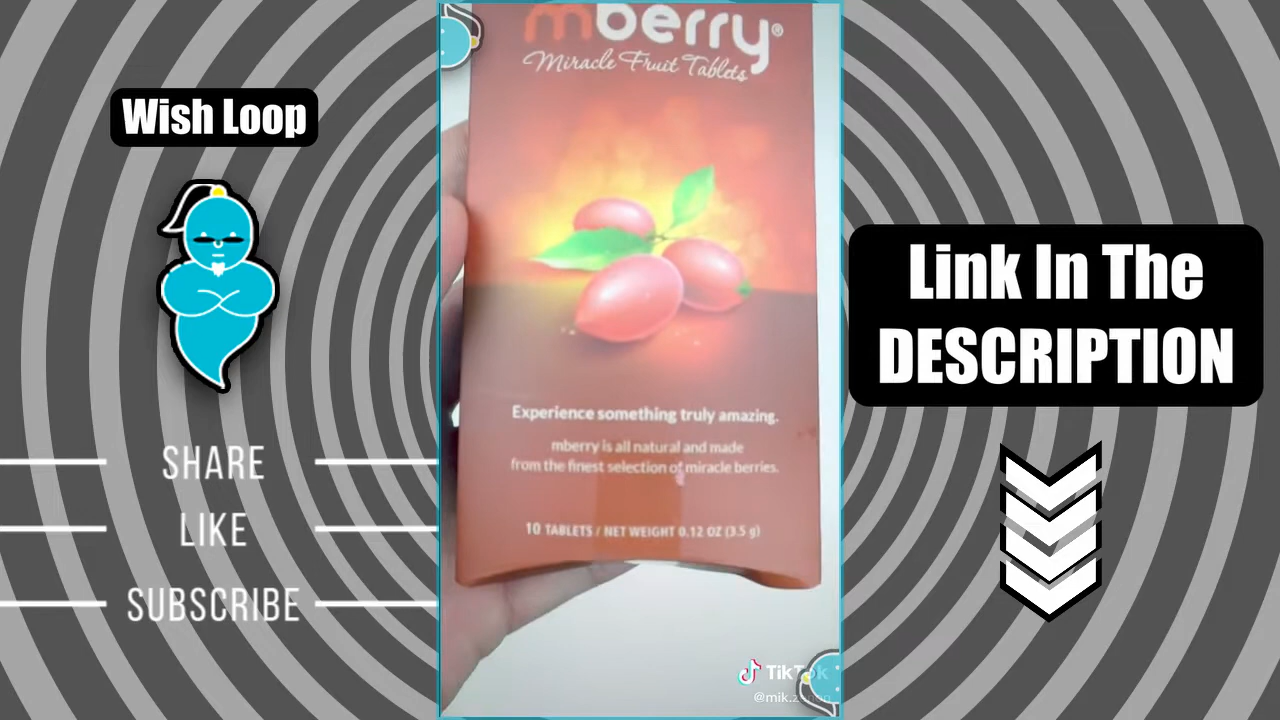 Wish Loop
SHARE
LIKE
SUBSCRIBE
mberry®
Miracle Fruit Tablets
Experience something truly amazing.
mberry is all natural and made
from the finest selection of miracle berries.
10 TABLETS / NET WEIGHT 0.12 OZ (3.5 g)
TikTok
Link In The
DESCRIPTION